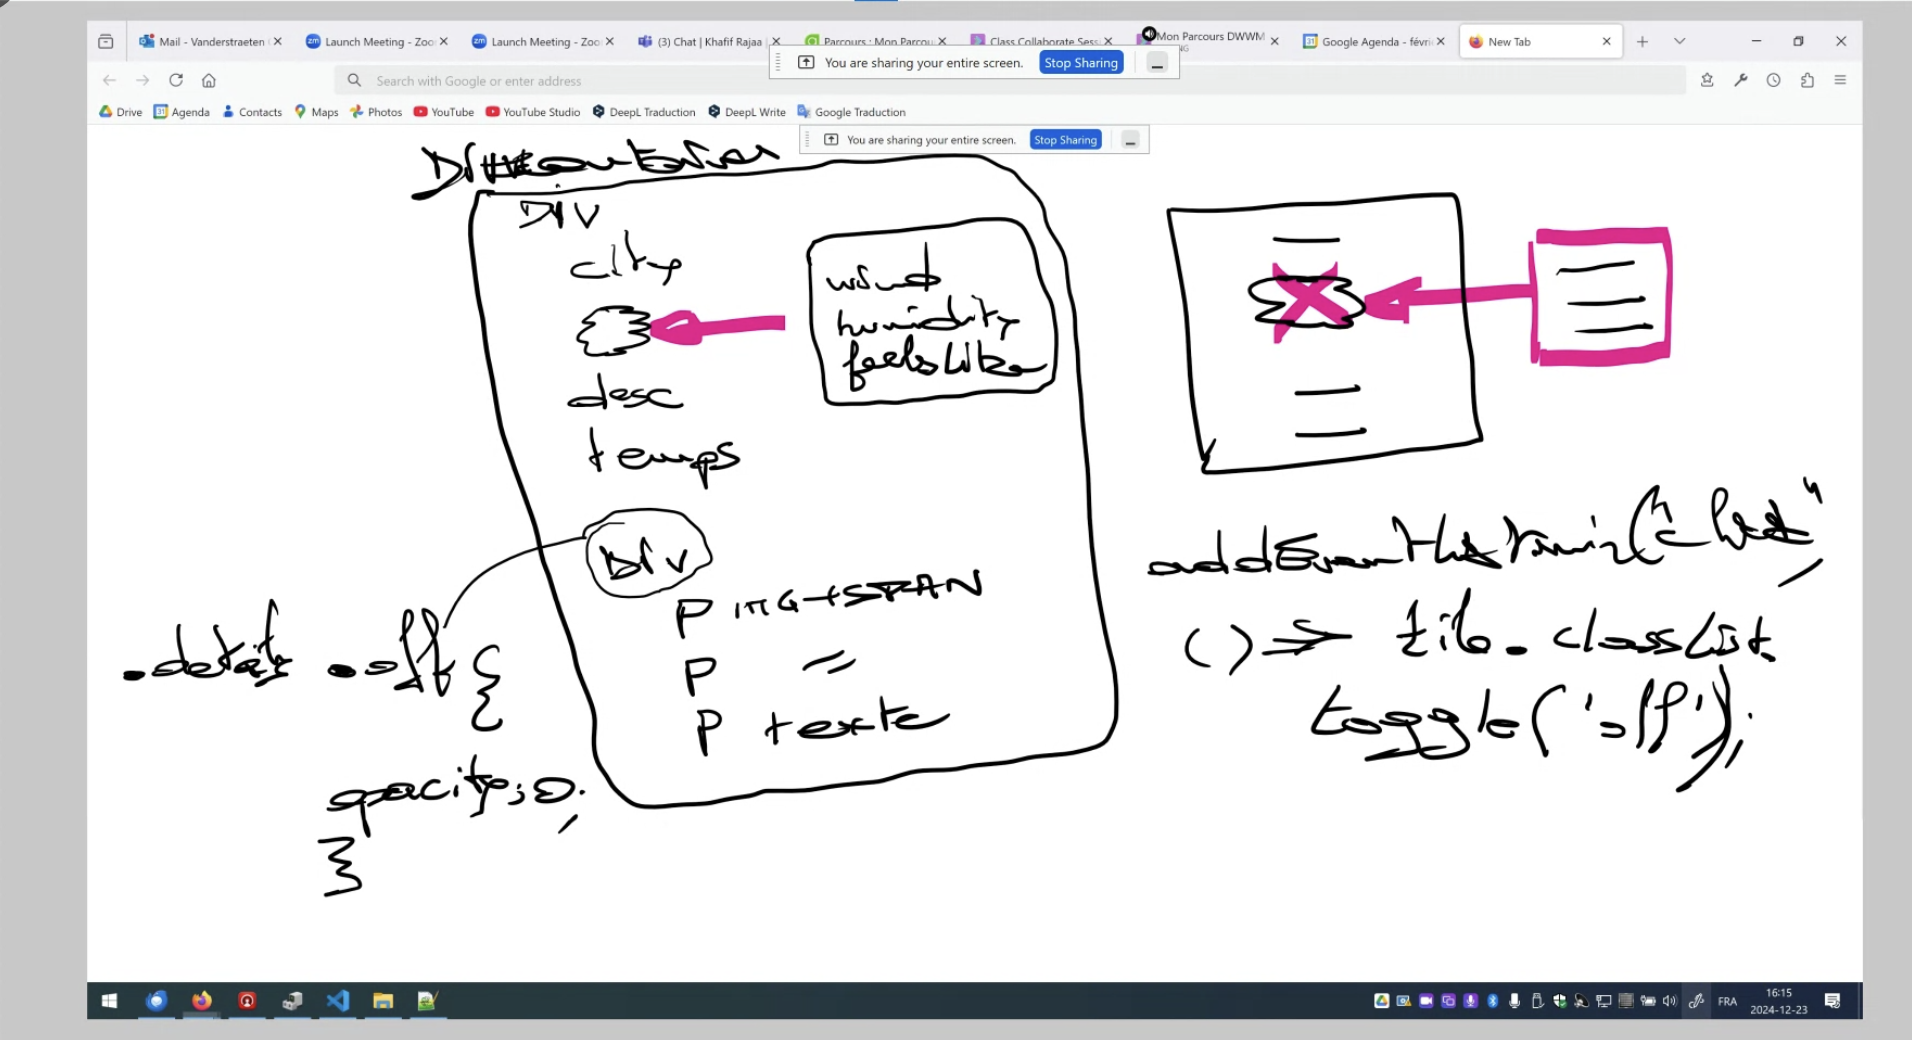 Mail - Vanderstraeten
Launch Meeting - Zoo
Launch Meeting - Zoo
(3) Chat | Khafif Rajaa |
Parcours : Mon Parcou
Class Collaborate Sess
Mon Parcours DWWM
NG
Google Agenda - févri
New Tab
You are sharing your entire screen. Stop Sharing
Search with Google or enter address
Drive Agenda Contacts Maps Photos YouTube YouTube Studio DeepL Traduction DeepL Write Google Traduction
You are sharing your entire screen. Stop Sharing
DIV
city
desc
temps
wind
humidity
feelsLike
Div
P IMG+SPAN
P =
P texte
.details .off {
opacity: 0;
}
addEventListener("click",
() => tile.classList.
toggle('off');
FRA
16:15
2024-12-23